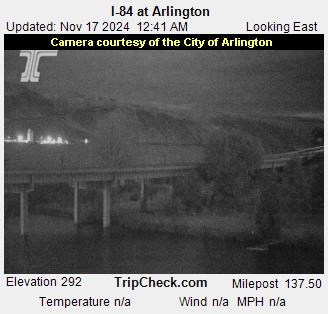 I-84 at Arlington
Updated: Nov 17 2024 12:41 AM Looking East
Camera courtesy of the City of Arlington
Elevation 292 TripCheck.com Milepost 137.50
Temperature n/a Wind n/a MPH n/a